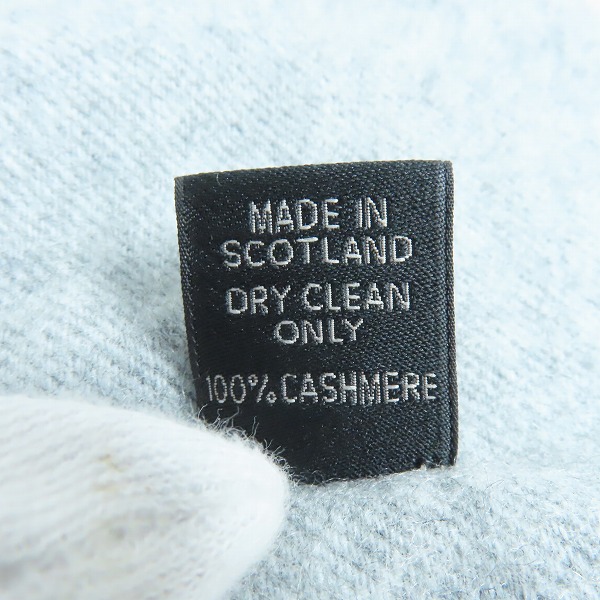 MADE IN
SCOTLAND
DRY CLEAN
ONLY
100% CASHMERE